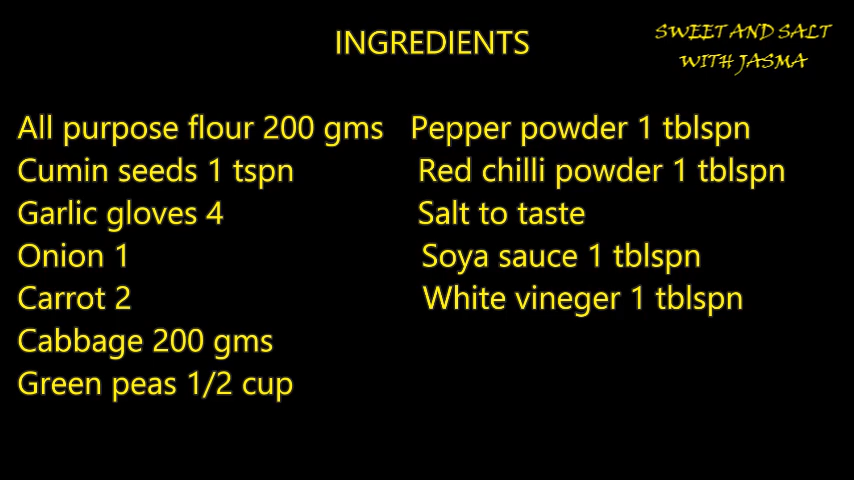 INGREDIENTS
SWEET AND SALT
WITH JASMA
All purpose flour 200 gms
Cumin seeds 1 tspn
Garlic gloves 4
Onion 1
Carrot 2
Cabbage 200 gms
Green peas 1/2 cup
Pepper powder 1 tblspn
Red chilli powder 1 tblspn
Salt to taste
Soya sauce 1 tblspn
White vineger 1 tblspn